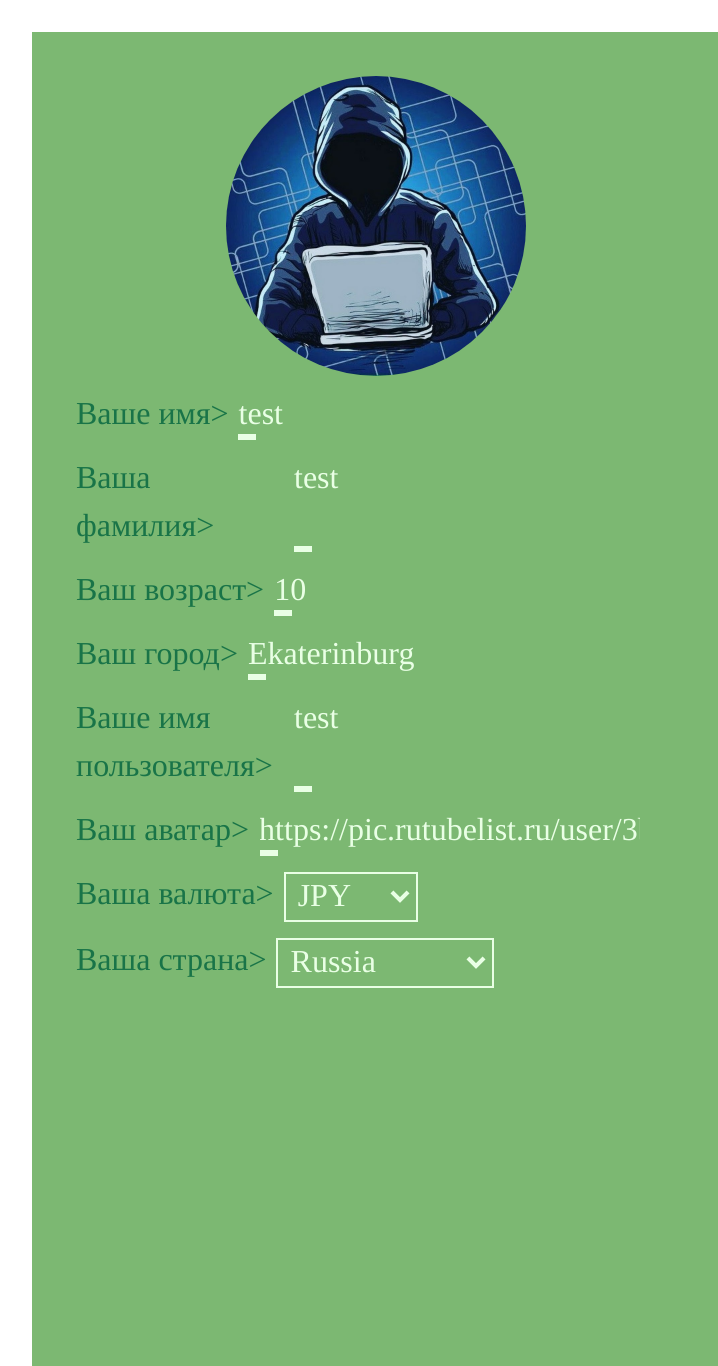 Ваше имя> test
Ваша test
фамилия>
Ваш возраст> 10
Ваш город> Ekaterinburg
Ваше имя test
пользователя>
Ваш аватар> https://pic.rutubelist.ru/user/3
Ваша валюта> JPY
Ваша страна> Russia